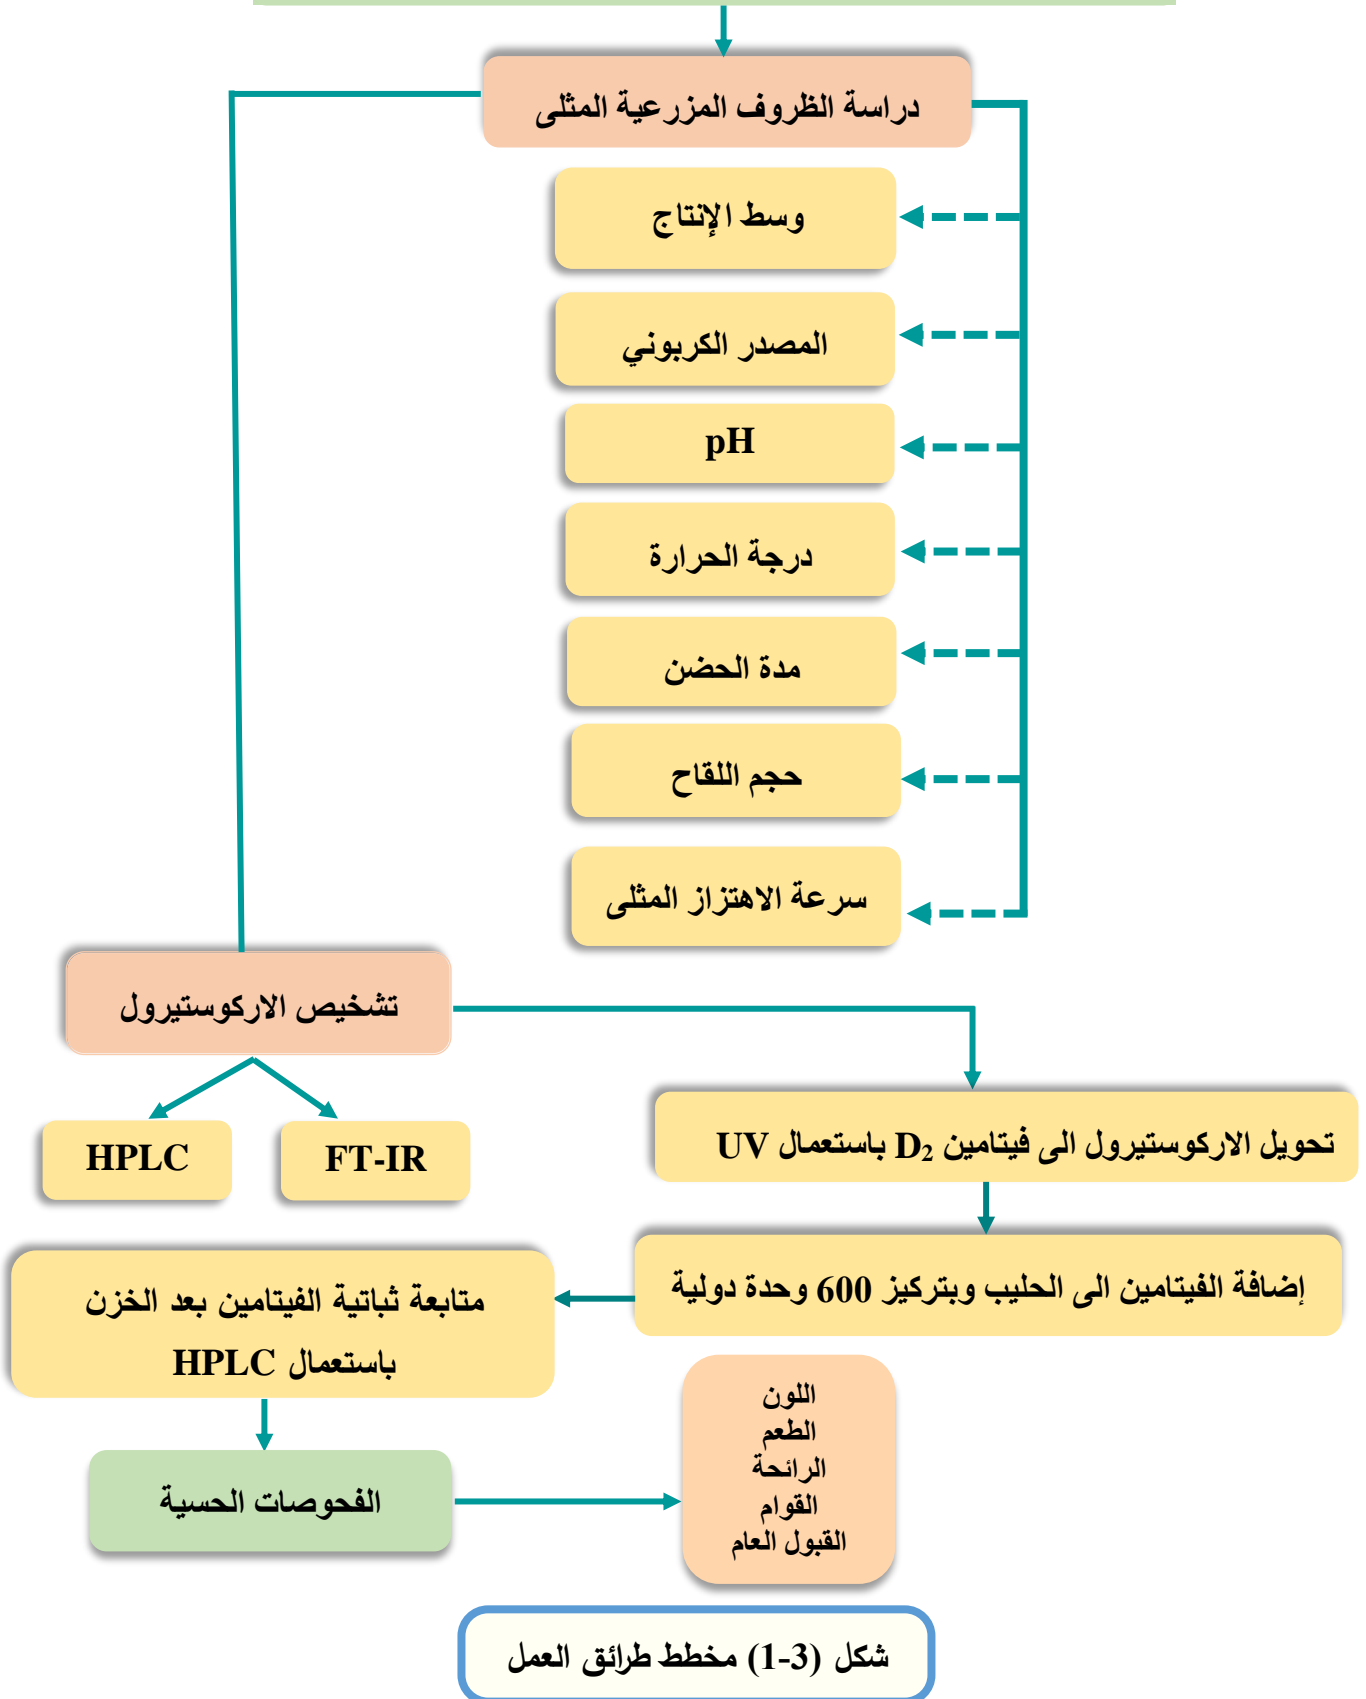 دراسة الظروف المزرعية المثلى
وسط الإنتاج
المصدر الكربوني
pH
درجة الحرارة
مدة الحضن
حجم اللقاح
سرعة الاهتزاز المثلى
تشخيص الاركوستيرول
HPLC
FT-IR
تحويل الاركوستيرول الى فيتامين D₂ باستعمال UV
إضافة الفيتامين الى الحليب وبتركيز 600 وحدة دولية
متابعة ثباتية الفيتامين بعد الخزن
باستعمال HPLC
الفحوصات الحسية
اللون
الطعم
الرائحة
القوام
القبول العام
شكل (3-1) مخطط طرائق العمل